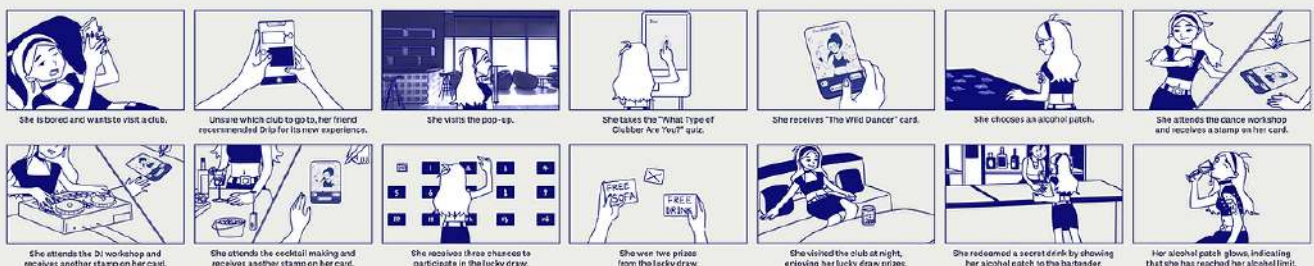 She is bored and wants to visit a club.
Unsure which club to go to, her friend
recommended Drip for its new experience.
She visits the pop-up.
She takes the "What Type of
Clubber Are You?" quiz.
She receives "The Wild Dancer" card.
She chooses an alcohol patch.
She attends the dance workshop
and receives a stamp on her card.
FREE
SOFA
FREE
DRINK
She attends the DJ workshop and
receives another stamp on her card.
She attends the cocktail making and
receives another stamp on her card.
She receives three chances to
participate in the lucky draw.
She won two prizes
from the lucky draw.
She visited the club at night,
enjoying her lucky draw prizes.
She redeemed a secret drink by showing
her alcohol patch to the bartender.
Her alcohol patch glows, indicating
that she has reached her alcohol limit.